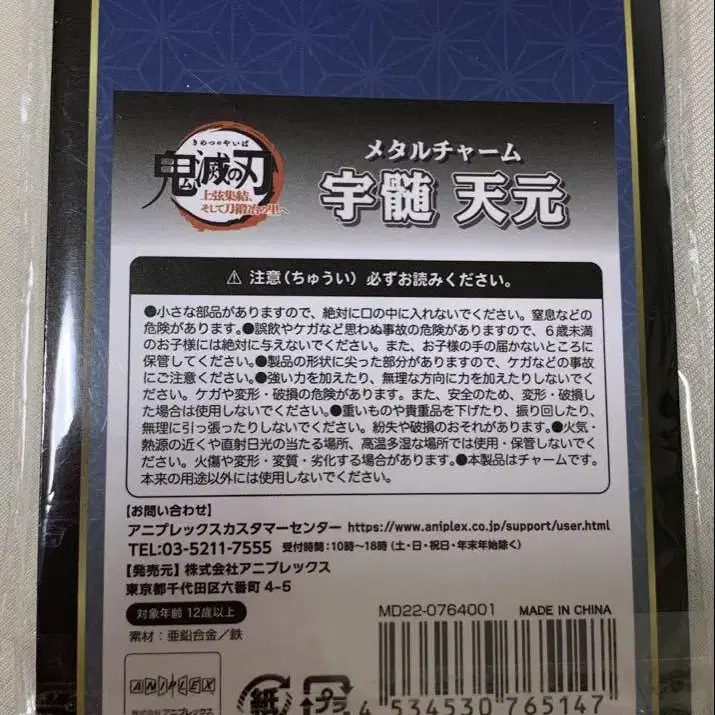 きめつのやいば
鬼滅の刃
上弦集結、
そして刀鍛冶の里へ
メタルチャーム
宇髄 天元
⚠ 注意（ちゅうい）必ずお読みください。
●小さな部品がありますので、絶対に口の中に入れないでください。窒息などの
危険があります。●誤飲やケガなど思わぬ事故の危険がありますので、６歳未満
のお子様には絶対に与えないでください。また、お子様の手の届かないところに
保管してください。●製品の形状に尖った部分がありますので、ケガなどの事故
にご注意ください。●強い力を加えたり、無理な方向に力を加えたりしないでく
ださい。ケガや変形・破損の危険があります。また、安全のため、変形・破損し
た場合は使用しないでください。●重いものや貴重品を下げたり、振り回したり、
無理に引っ張ったりしないでください。紛失や破損のおそれがあります。●火気・
熱源の近くや直射日光の当たる場所、高温多湿な場所では使用・保管しないでく
ださい。火傷や変形・変質・劣化する場合があります。●本製品はチャームです。
本来の用途以外には使用しないでください。
【お問い合わせ】
アニプレックスカスタマーセンター https://www.aniplex.co.jp/support/user.html
TEL:03-5211-7555 受付時間：10時〜18時（土・日・祝日・年末年始除く）
【発売元】株式会社アニプレックス
東京都千代田区六番町 4-5
対象年齢 12歳以上
MD22-0764001 MADE IN CHINA
素材：亜鉛合金／鉄
ANIPLEX
株式会社アニプレックス
紙
プラ
4 534530 765147